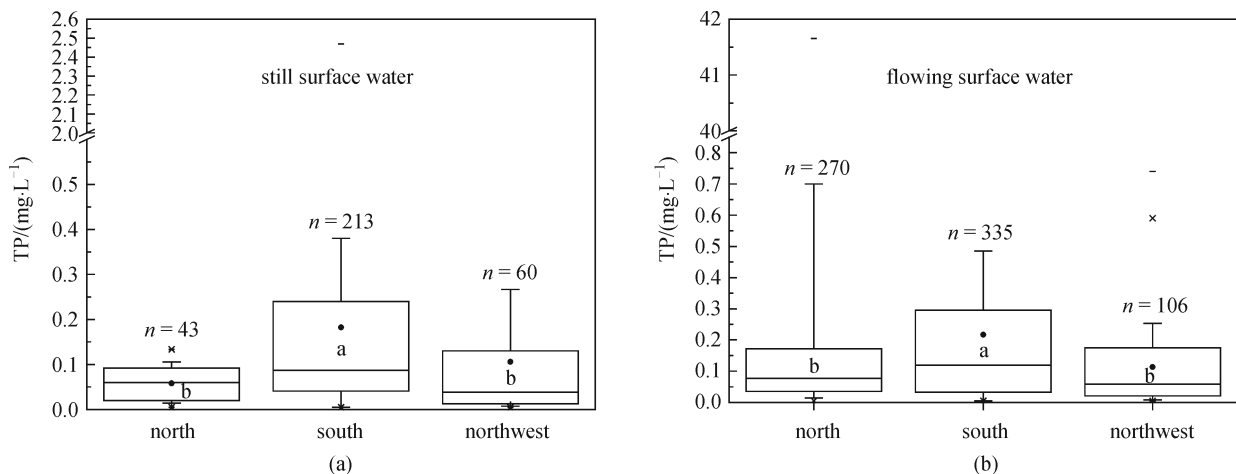 2.6
2.5
2.4
2.3
2.2
2.1
2.0
0.5
0.4
0.3
0.2
0.1
0.0
TP/(mg·L⁻¹)
still surface water
n = 43
n = 213
n = 60
b
a
b
north south northwest
(a)
42
41
40
0.8
0.7
0.6
0.5
0.4
0.3
0.2
0.1
0.0
TP/(mg·L⁻¹)
flowing surface water
n = 270
n = 335
n = 106
b
a
b
north south northwest
(b)